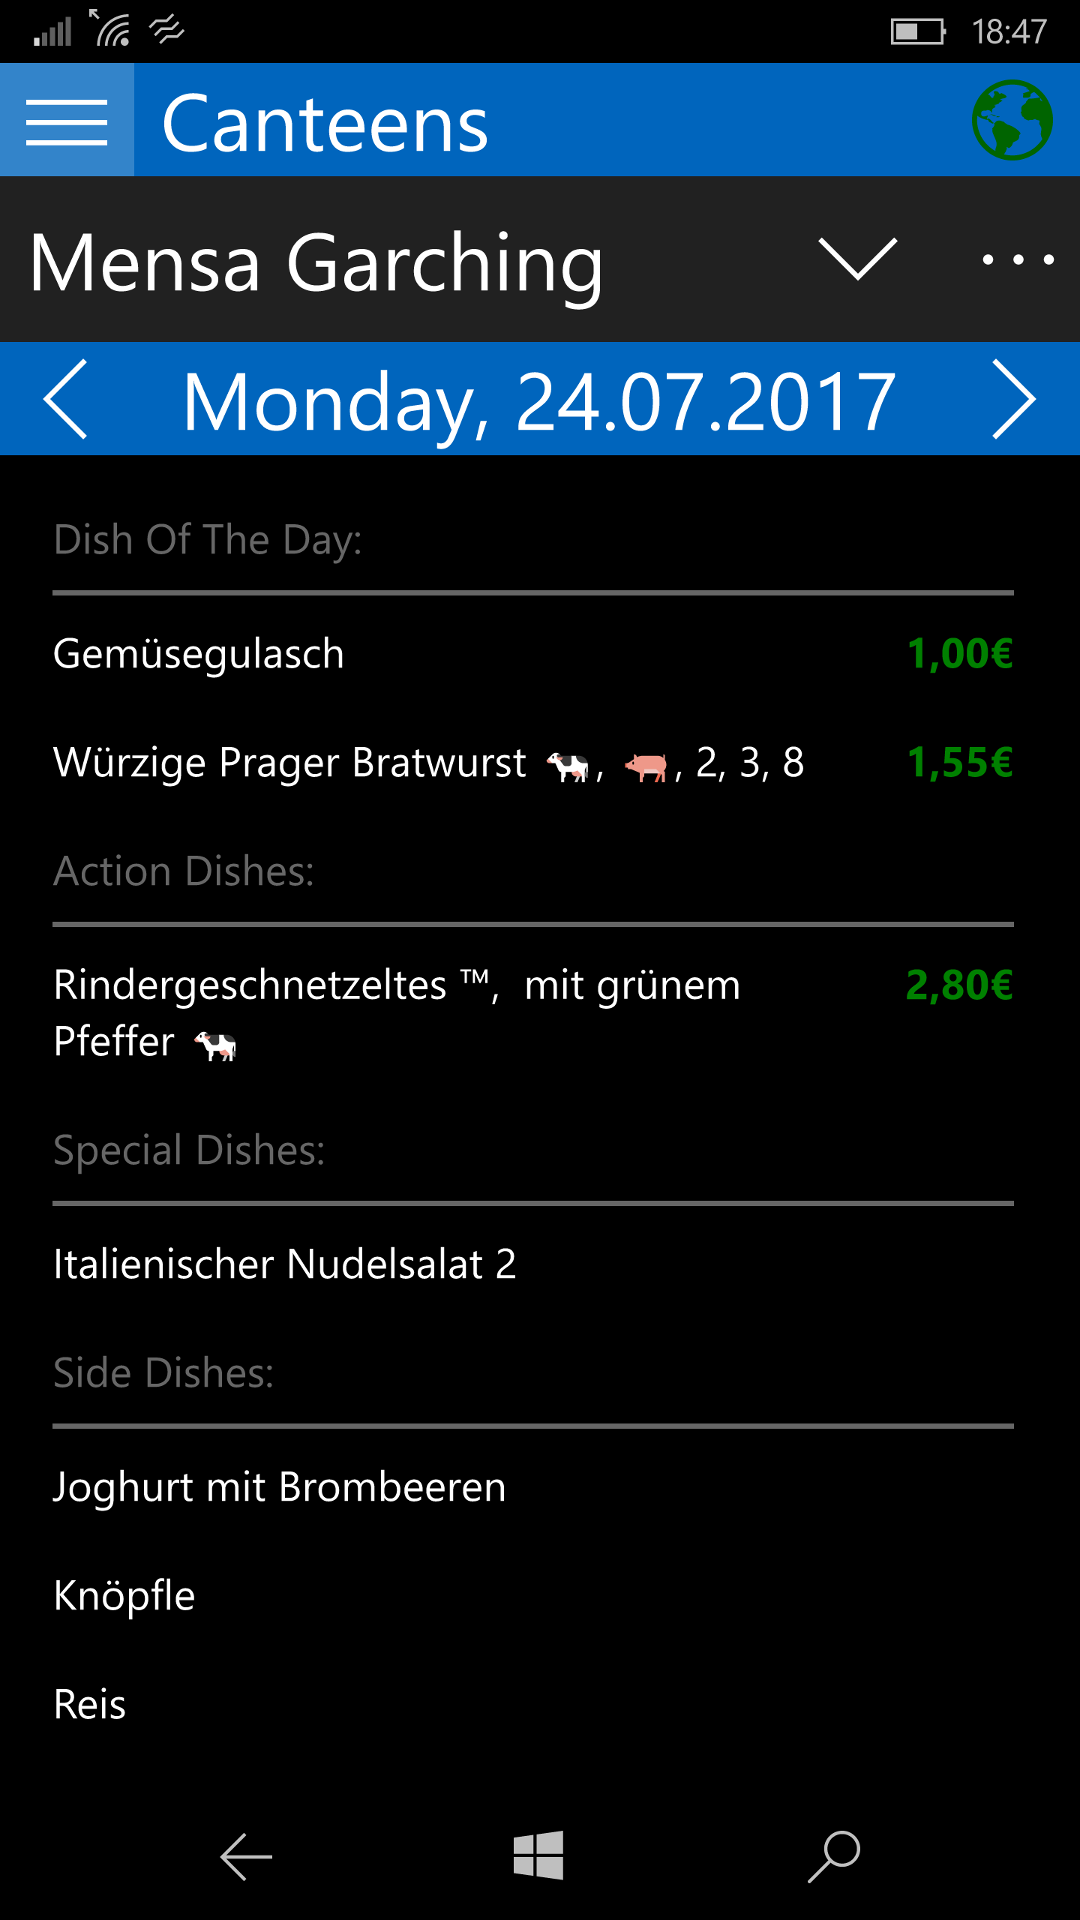 18:47
Canteens
Mensa Garching
Monday, 24.07.2017
Dish Of The Day:
Gemüsegulasch 1,00€
Würzige Prager Bratwurst 🐄, 🐖, 2, 3, 8 1,55€
Action Dishes:
Rindergeschnetzeltes ™, mit grünem 2,80€
Pfeffer 🐄
Special Dishes:
Italienischer Nudelsalat 2
Side Dishes:
Joghurt mit Brombeeren
Knöpfle
Reis